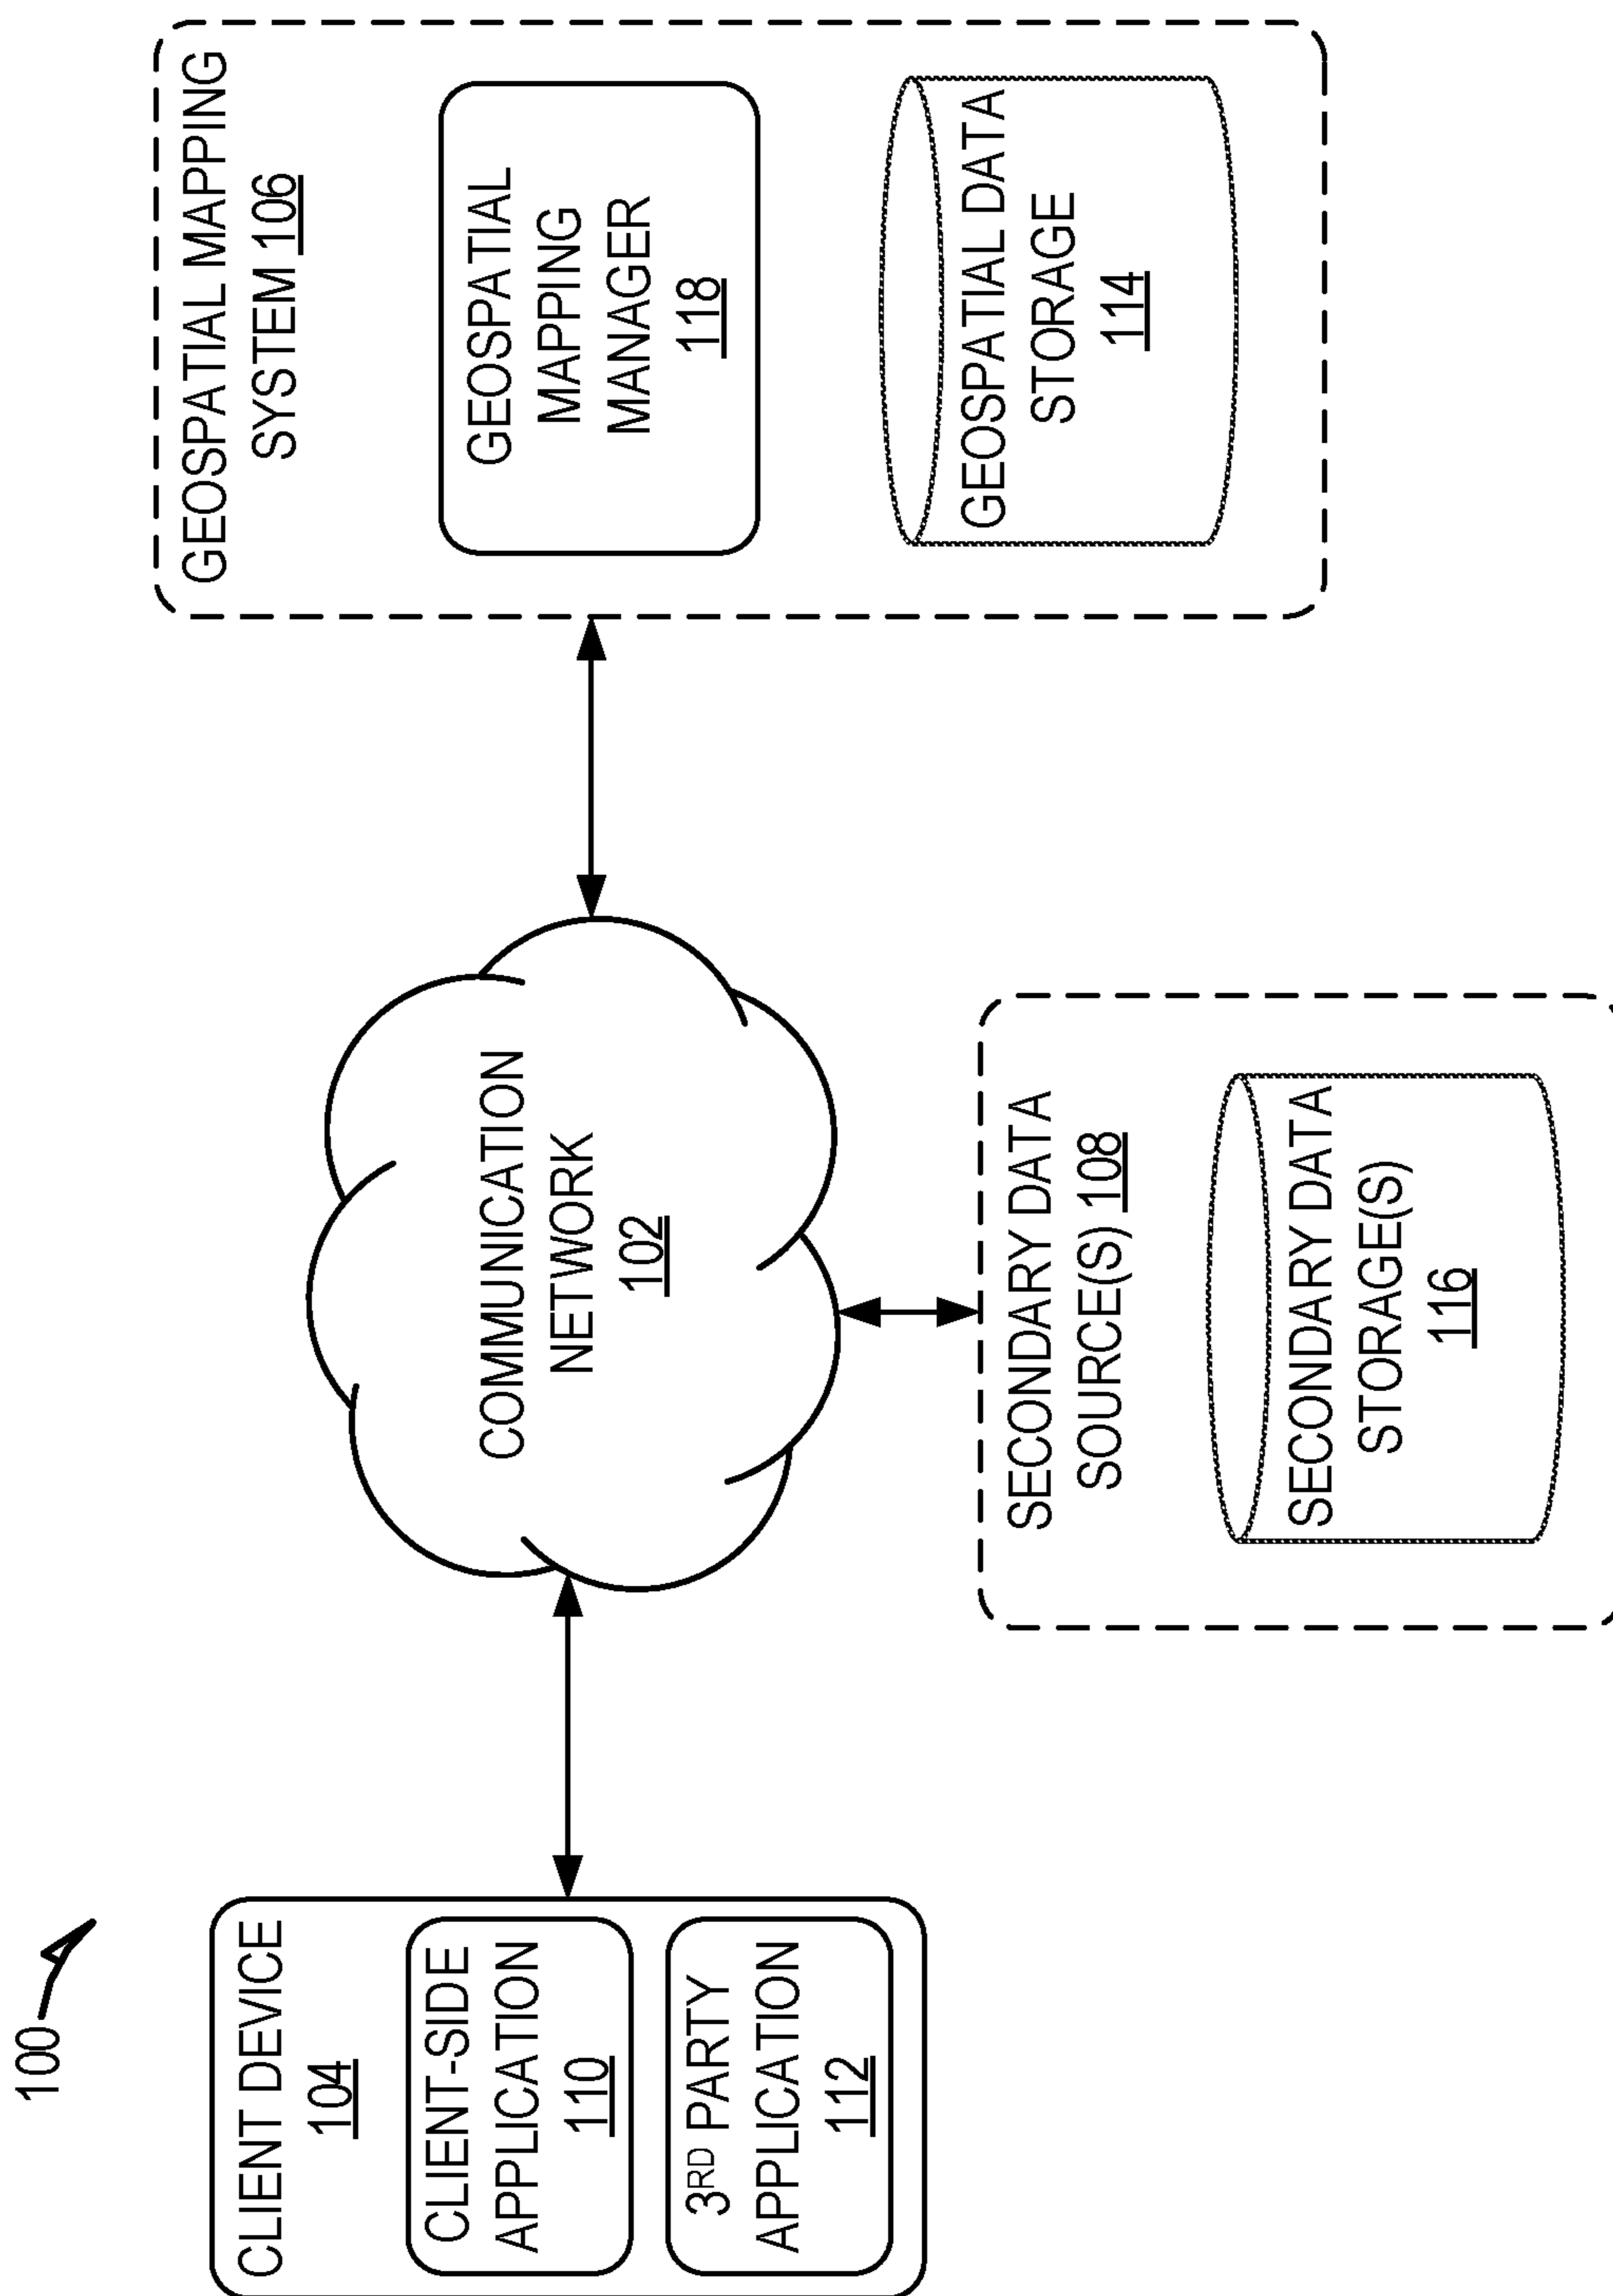 100
CLIENT DEVICE
104
CLIENT-SIDE
APPLICATION
110
3RD PARTY
APPLICATION
112
COMMUNICATION
NETWORK
102
SECONDARY DATA
SOURCE(S) 108
SECONDARY DATA
STORAGE(S)
116
GEOSPATIAL MAPPING
SYSTEM 106
GEOSPATIAL
MAPPING
MANAGER
118
GEOSPATIAL DATA
STORAGE
114